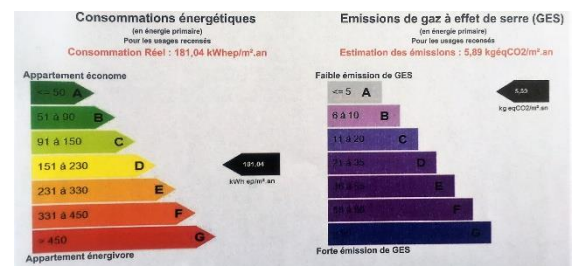 Consommations énergétiques
(en énergie primaire)
Pour les usages recensés
Consommation Réel : 181,04 kWhep/m².an
Appartement économe
<= 50 A
51 à 90 B
91 à 150 C
151 à 230 D
231 à 330 E
331 à 450 F
> 450 G
181,04
kWh ep/m².an
Appartement énergivore
Emissions de gaz à effet de serre (GES)
(en énergie primaire)
Pour les usages recensés
Estimation des émissions : 5,89 kgéqCO2/m².an
Faible émission de GES
<= 5 A
6 à 10 B
11 à 20 C
21 à 35 D
E
F
G
kg eqCO2/m².an
Forte émission de GES